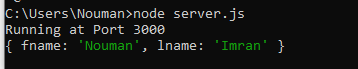 C:\Users\Nouman>node server.js
Running at Port 3000
{ fname: 'Nouman', lname: 'Imran' }